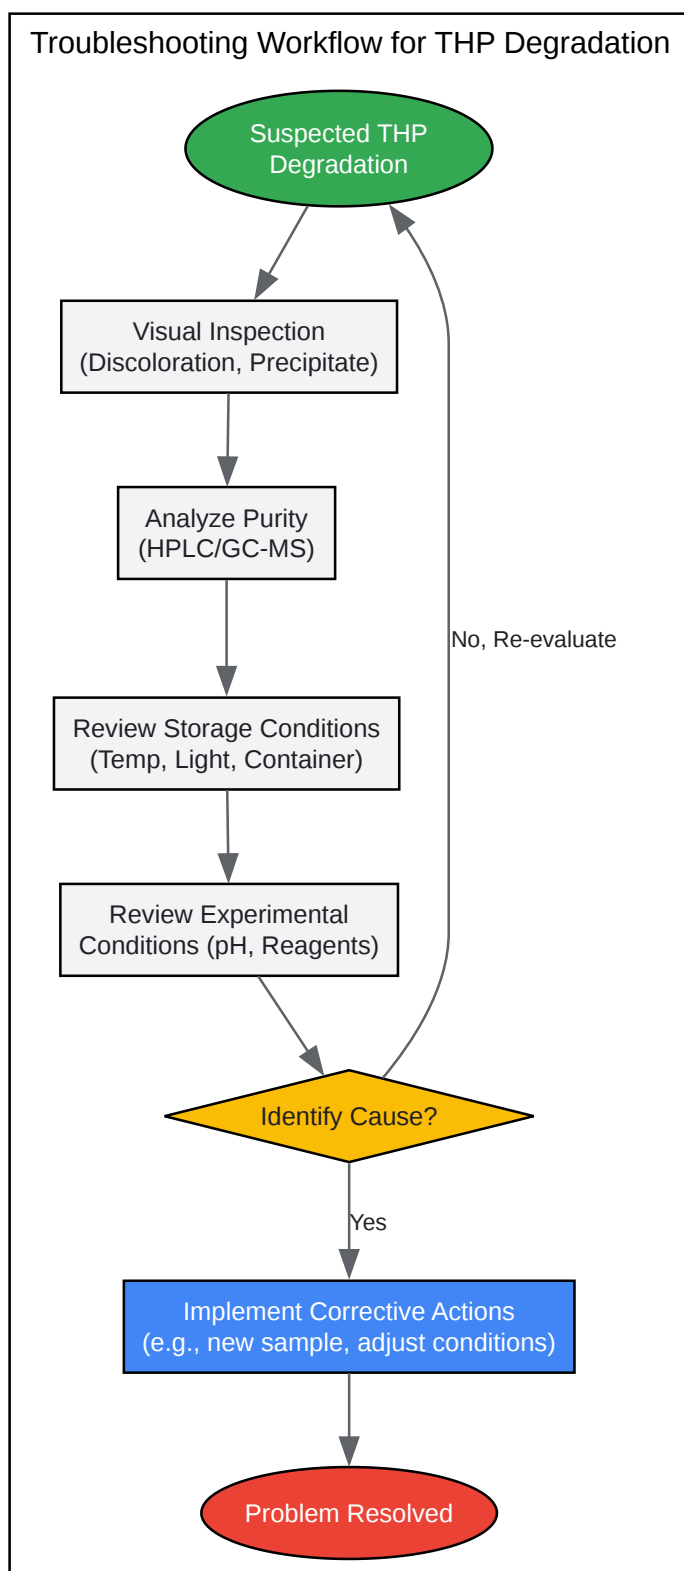 Troubleshooting Workflow for THP Degradation
Suspected THP
Degradation
Visual Inspection
(Discoloration, Precipitate)
Analyze Purity
(HPLC/GC-MS)
No, Re-evaluate
Review Storage Conditions
(Temp, Light, Container)
Review Experimental
Conditions (pH, Reagents)
Identify Cause?
Yes
Implement Corrective Actions
(e.g., new sample, adjust conditions)
Problem Resolved